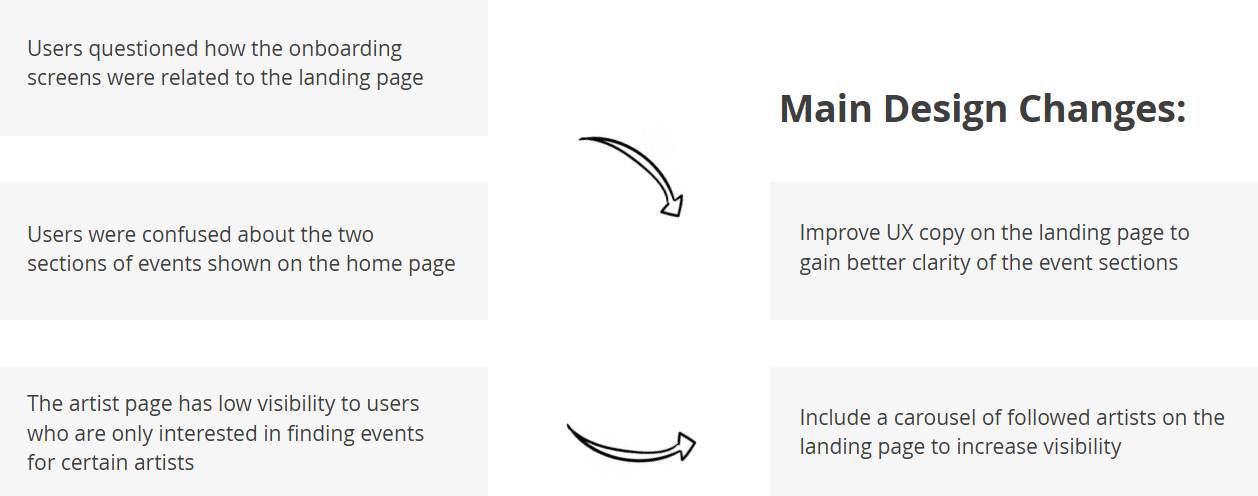 Users questioned how the onboarding
screens were related to the landing page
Users were confused about the two
sections of events shown on the home page
The artist page has low visibility to users
who are only interested in finding events
for certain artists
Main Design Changes:
Improve UX copy on the landing page to
gain better clarity of the event sections
Include a carousel of followed artists on the
landing page to increase visibility